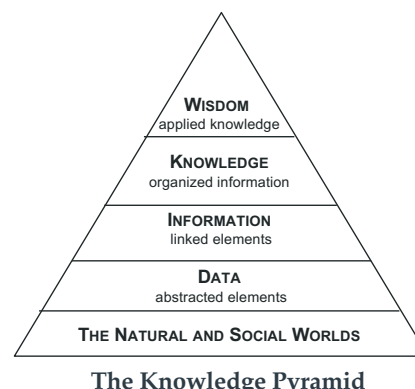 WISDOM
applied knowledge
KNOWLEDGE
organized information
INFORMATION
linked elements
DATA
abstracted elements
THE NATURAL AND SOCIAL WORLDS
The Knowledge Pyramid